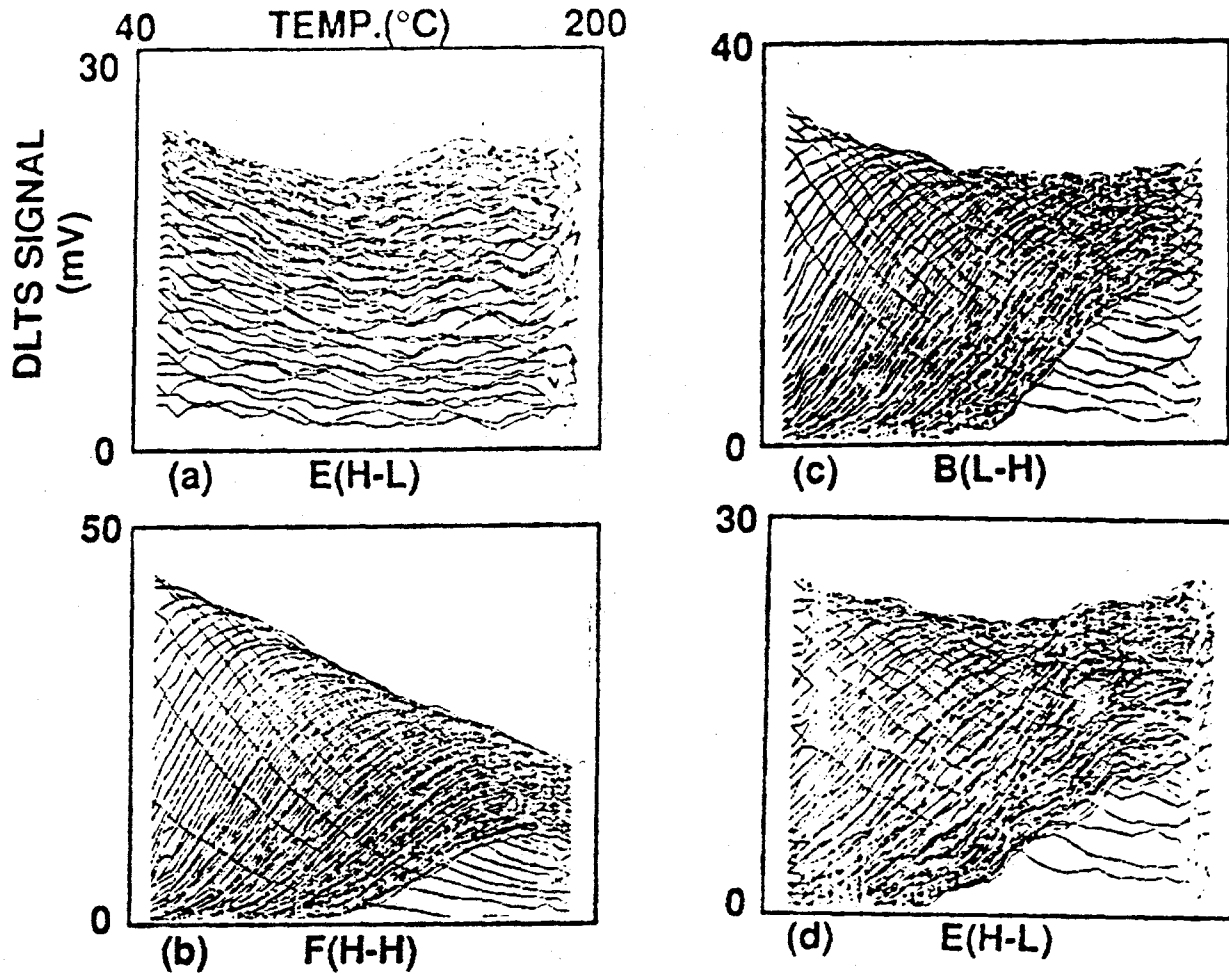 40 TEMP.(°C) 200
30
DLTS SIGNAL
(mV)
0
(a) E(H-L)
40
0
(c) B(L-H)
50
0
(b) F(H-H)
30
0
(d) E(H-L)